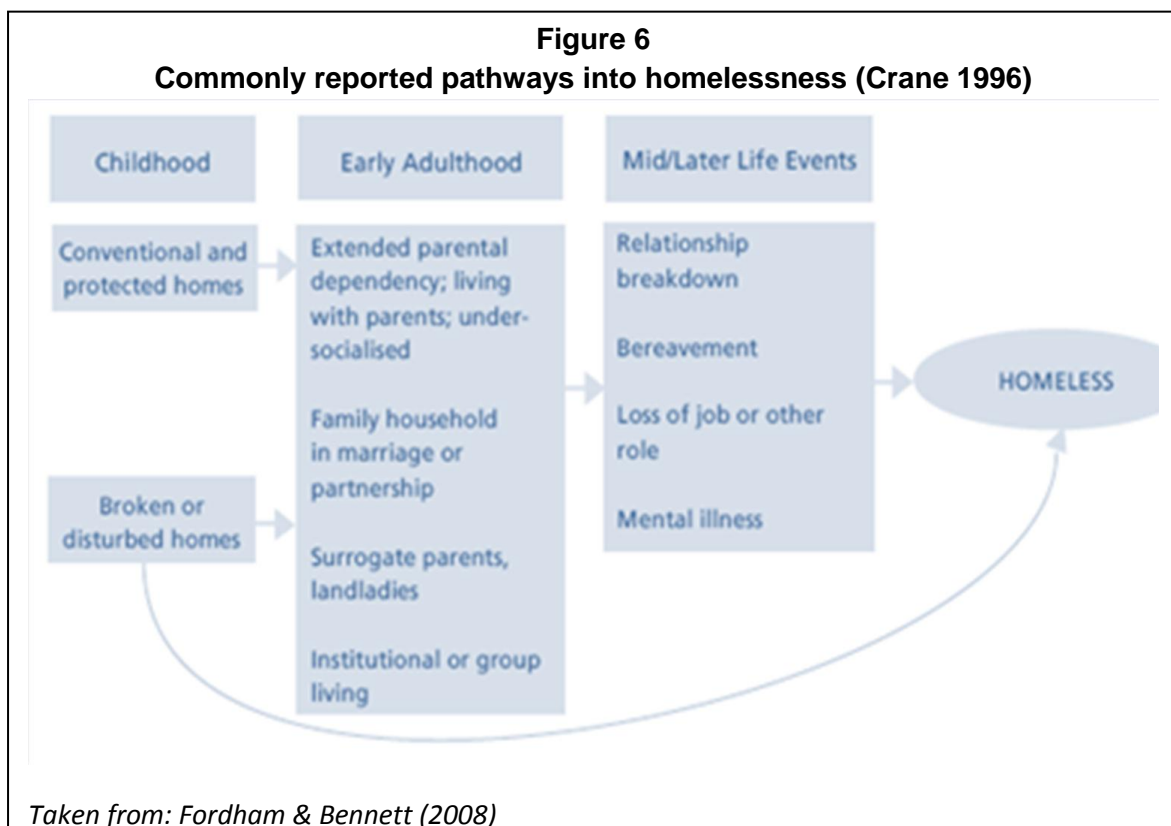 Figure 6
Commonly reported pathways into homelessness (Crane 1996)
Childhood
Early Adulthood
Mid/Later Life Events
Conventional and
protected homes
Broken or
disturbed homes
Extended parental
dependency; living
with parents; under-
socialised
Family household
in marriage or
partnership
Surrogate parents,
landladies
Institutional or group
living
Relationship
breakdown
Bereavement
Loss of job or other
role
Mental illness
HOMELESS
Taken from: Fordham & Bennett (2008)